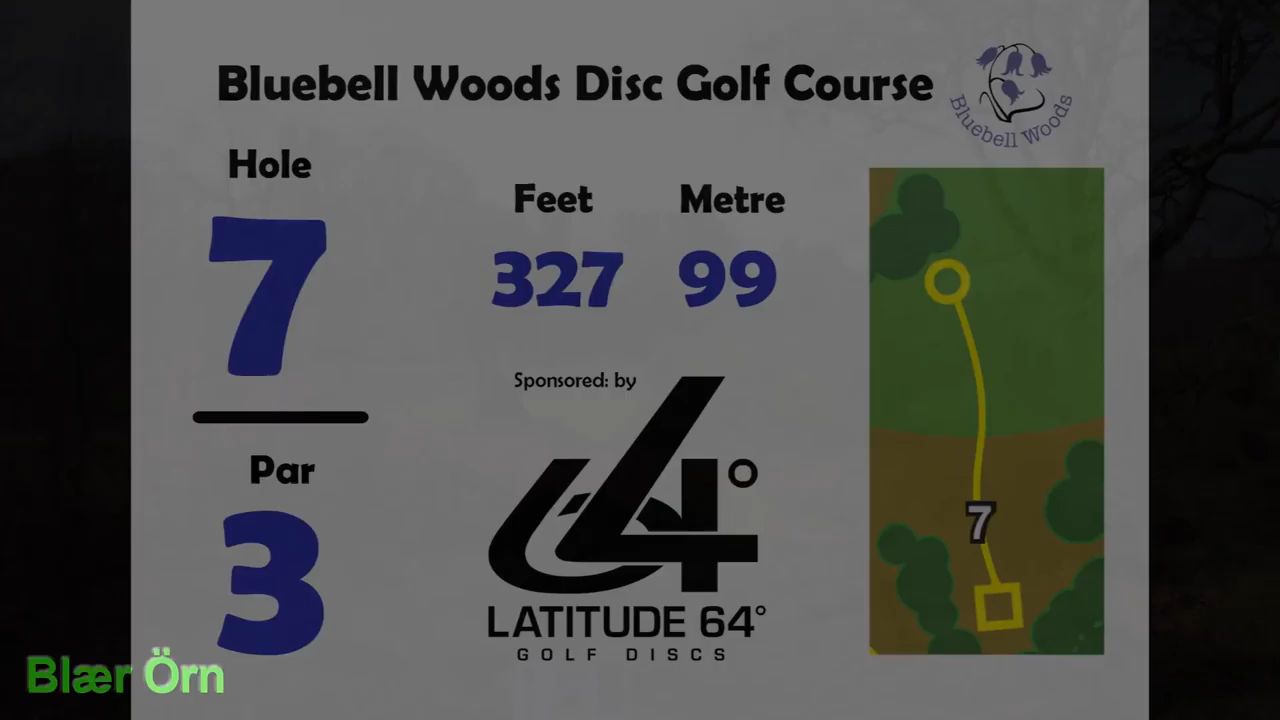 Bluebell Woods Disc Golf Course
Bluebell Woods
Hole
7
Par
3
Feet
327
Metre
99
Sponsored: by
64°
LATITUDE 64°
GOLF DISCS
7
Blær Örn